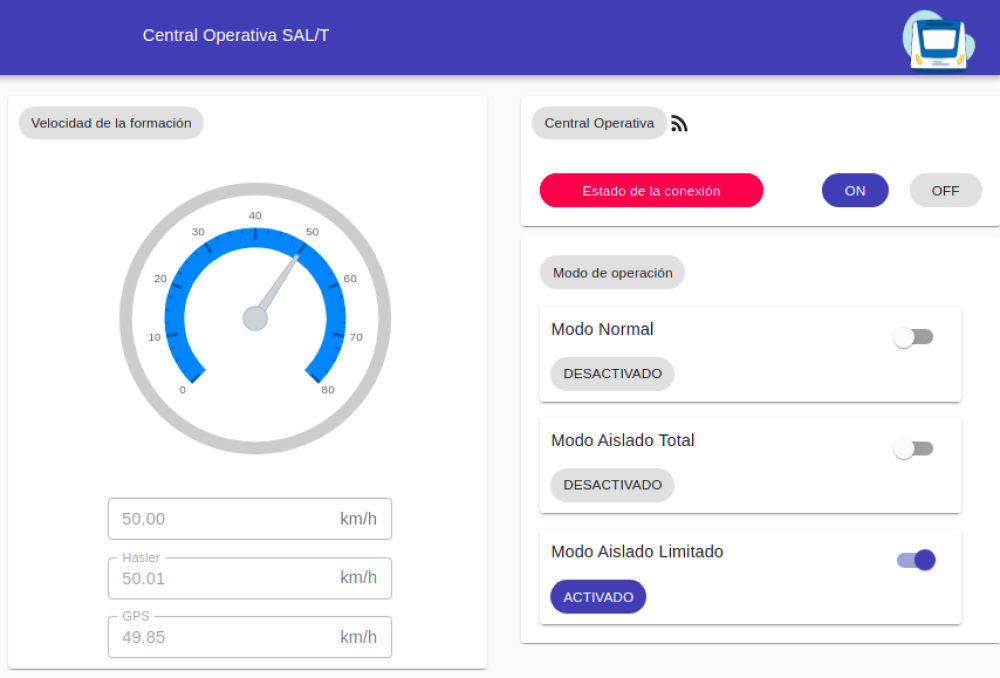 Central Operativa SAL/T
Velocidad de la formación
40
30
50
20
60
10
70
0
80
50.00 km/h
Hasler
50.01 km/h
GPS
49.85 km/h
Central Operativa
Estado de la conexión
ON
OFF
Modo de operación
Modo Normal
DESACTIVADO
Modo Aislado Total
DESACTIVADO
Modo Aislado Limitado
ACTIVADO